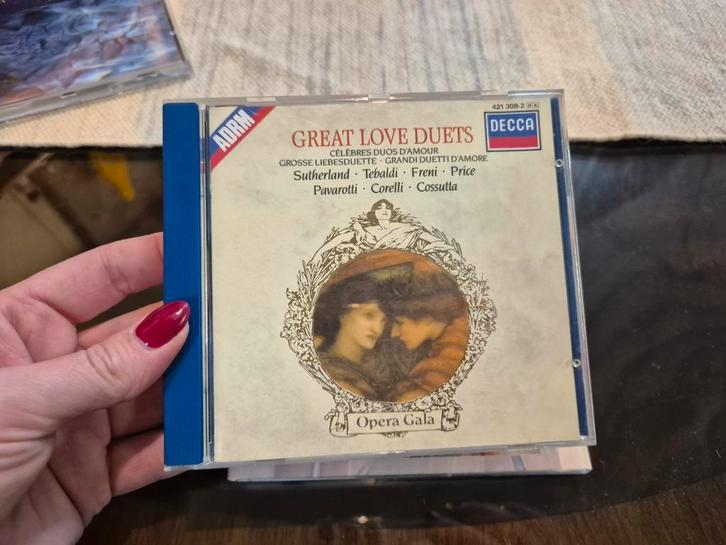 421 308-2
ADRM
DECCA
GREAT LOVE DUETS
CÉLÈBRES DUOS D'AMOUR
GROSSE LIEBESDUETTE · GRANDI DUETTI D'AMORE
Sutherland · Tebaldi · Freni · Price
Pavarotti · Corelli · Cossutta
Opera Gala